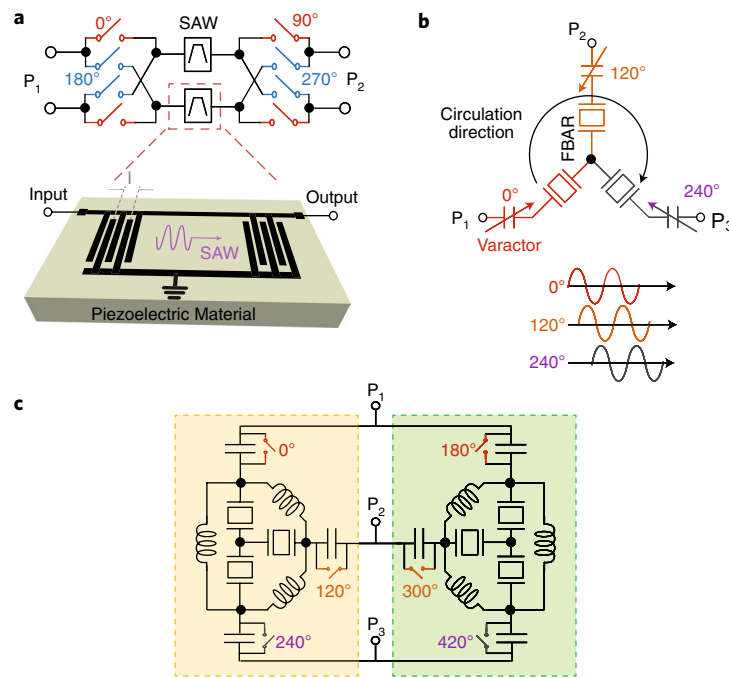 a
SAW
0°
90°
P1
180°
270°
P2
l
Input
Output
SAW
Piezoelectric Material
b
P2
120°
Circulation
direction
FBAR
0°
240°
P1
P3
Varactor
0°
120°
240°
c
P1
0°
180°
P2
120°
300°
P3
240°
420°